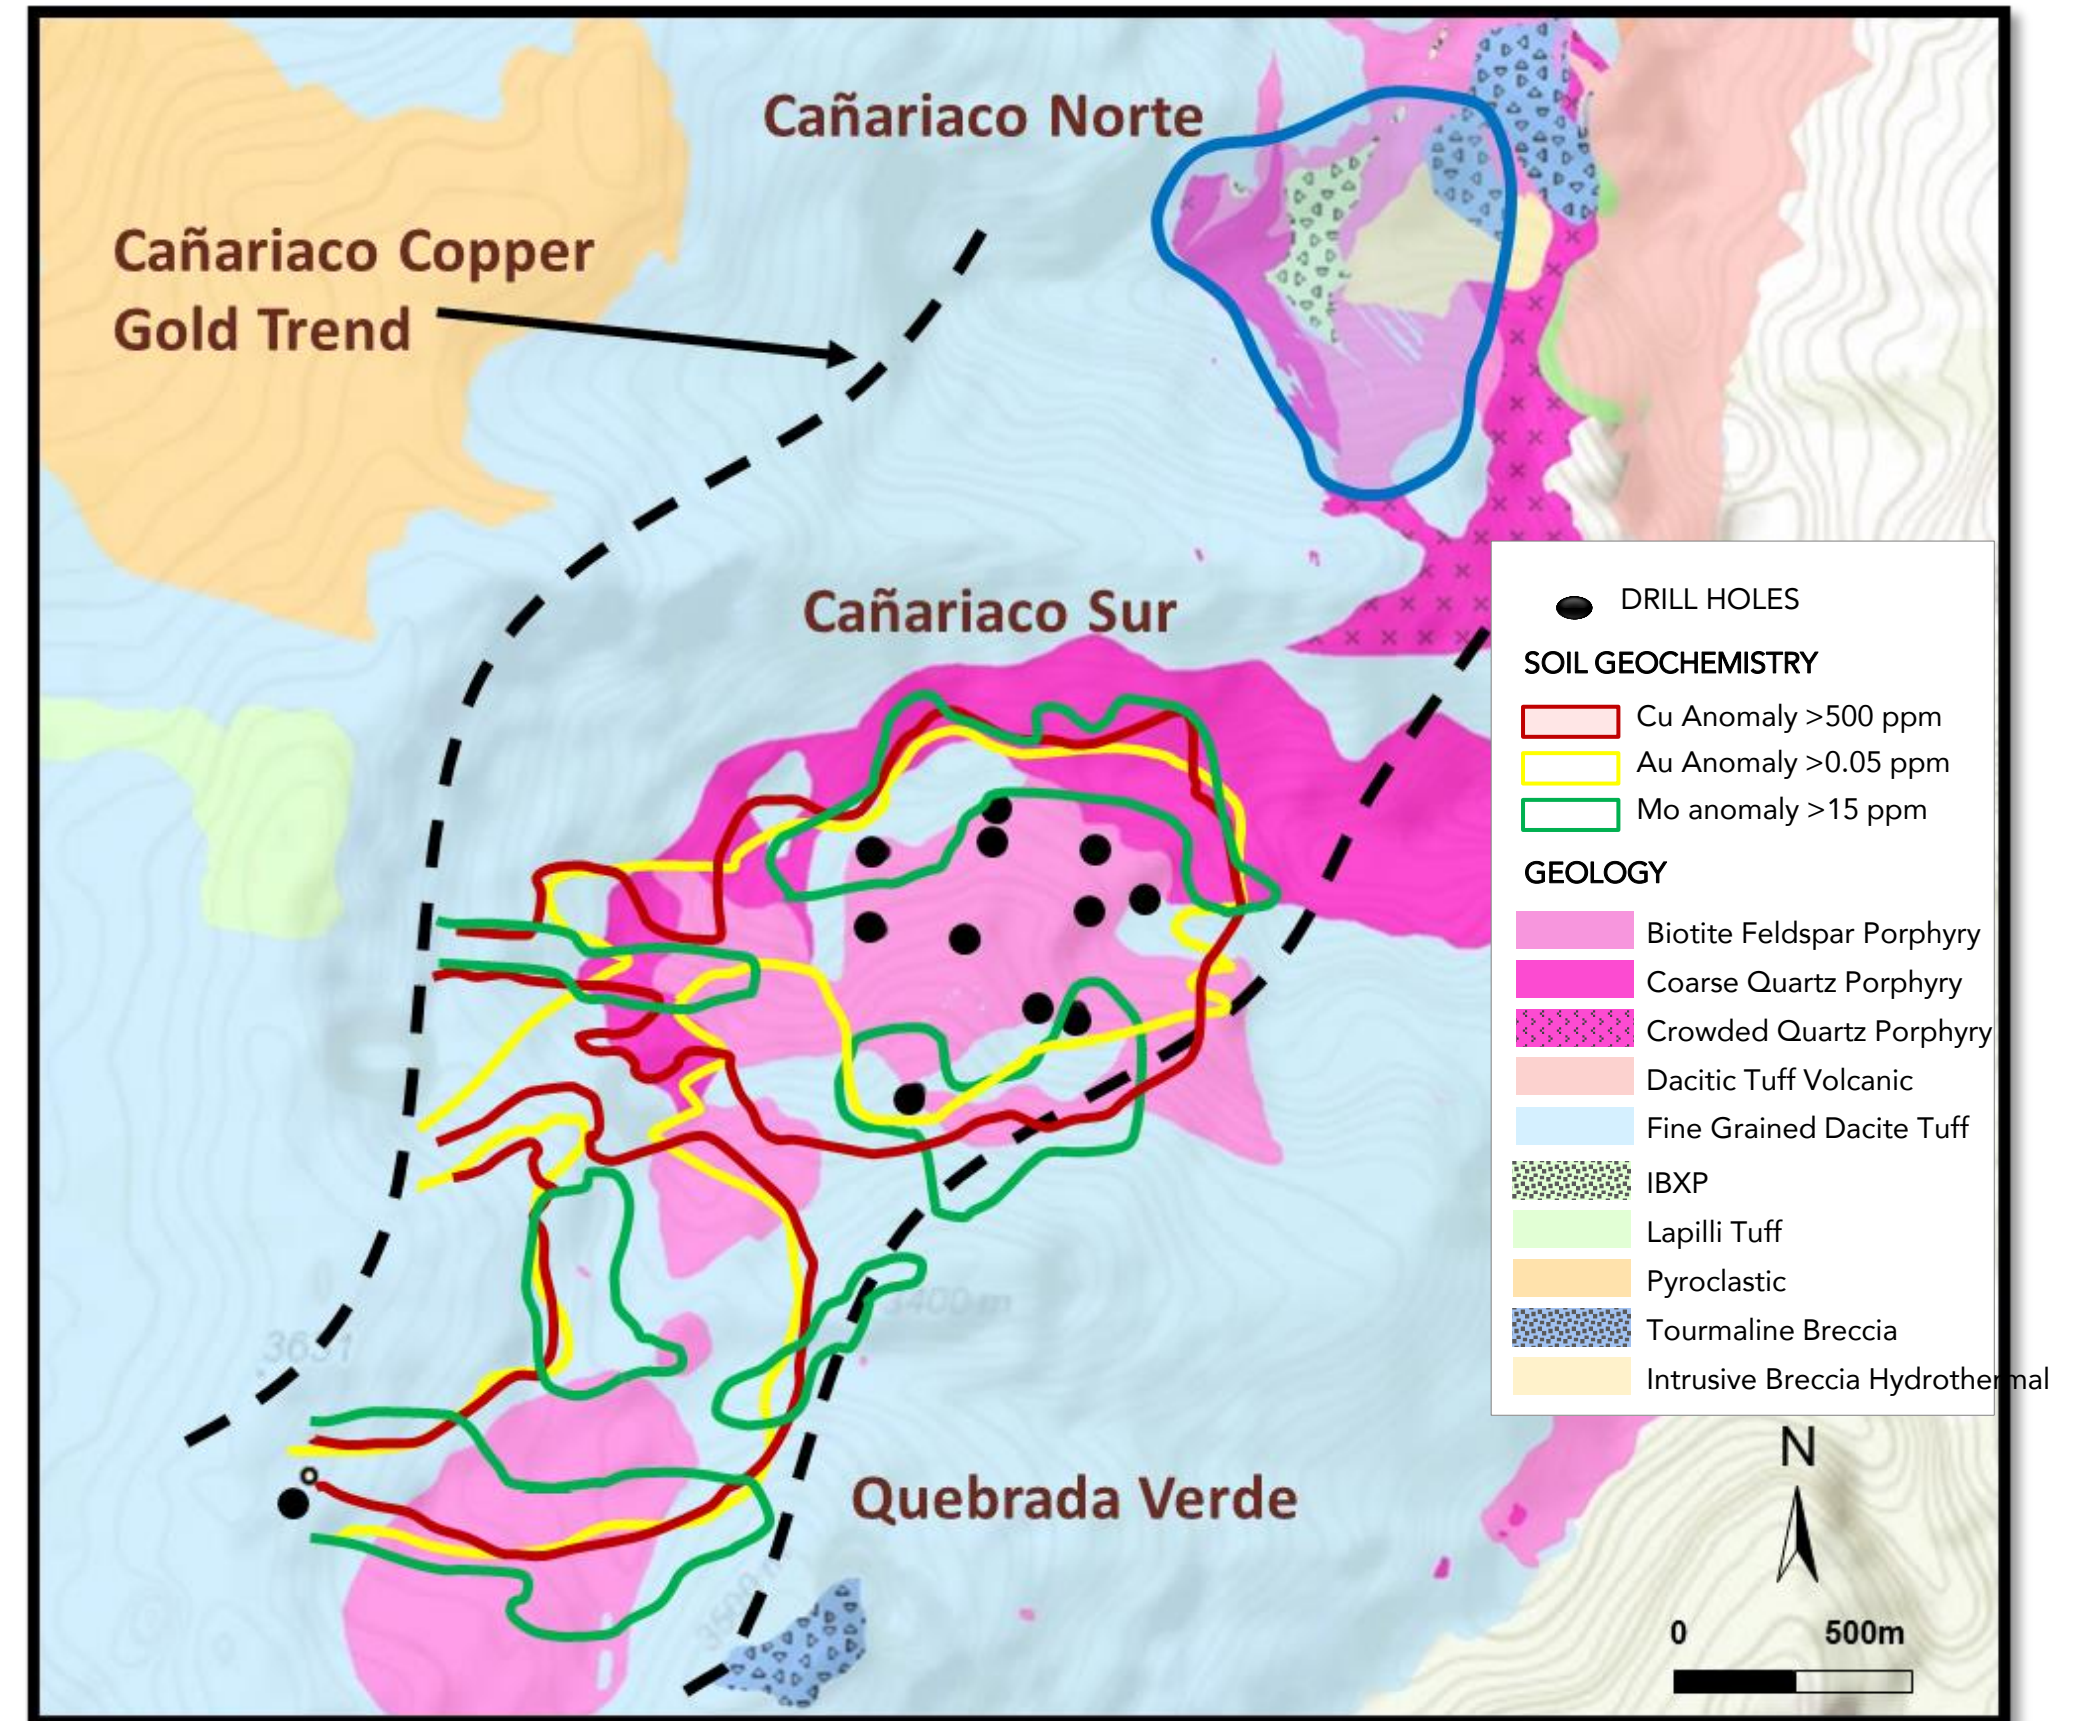 Cañariaco Norte
Cañariaco Copper
Gold Trend
Cañariaco Sur
DRILL HOLES
SOIL GEOCHEMISTRY
Cu Anomaly >500 ppm
Au Anomaly >0.05 ppm
Mo anomaly >15 ppm
GEOLOGY
Biotite Feldspar Porphyry
Coarse Quartz Porphyry
Crowded Quartz Porphyry
Dacitic Tuff Volcanic
Fine Grained Dacite Tuff
IBXP
Lapilli Tuff
Pyroclastic
Tourmaline Breccia
Intrusive Breccia Hydrothermal
3400 m
Quebrada Verde
N
0 500m